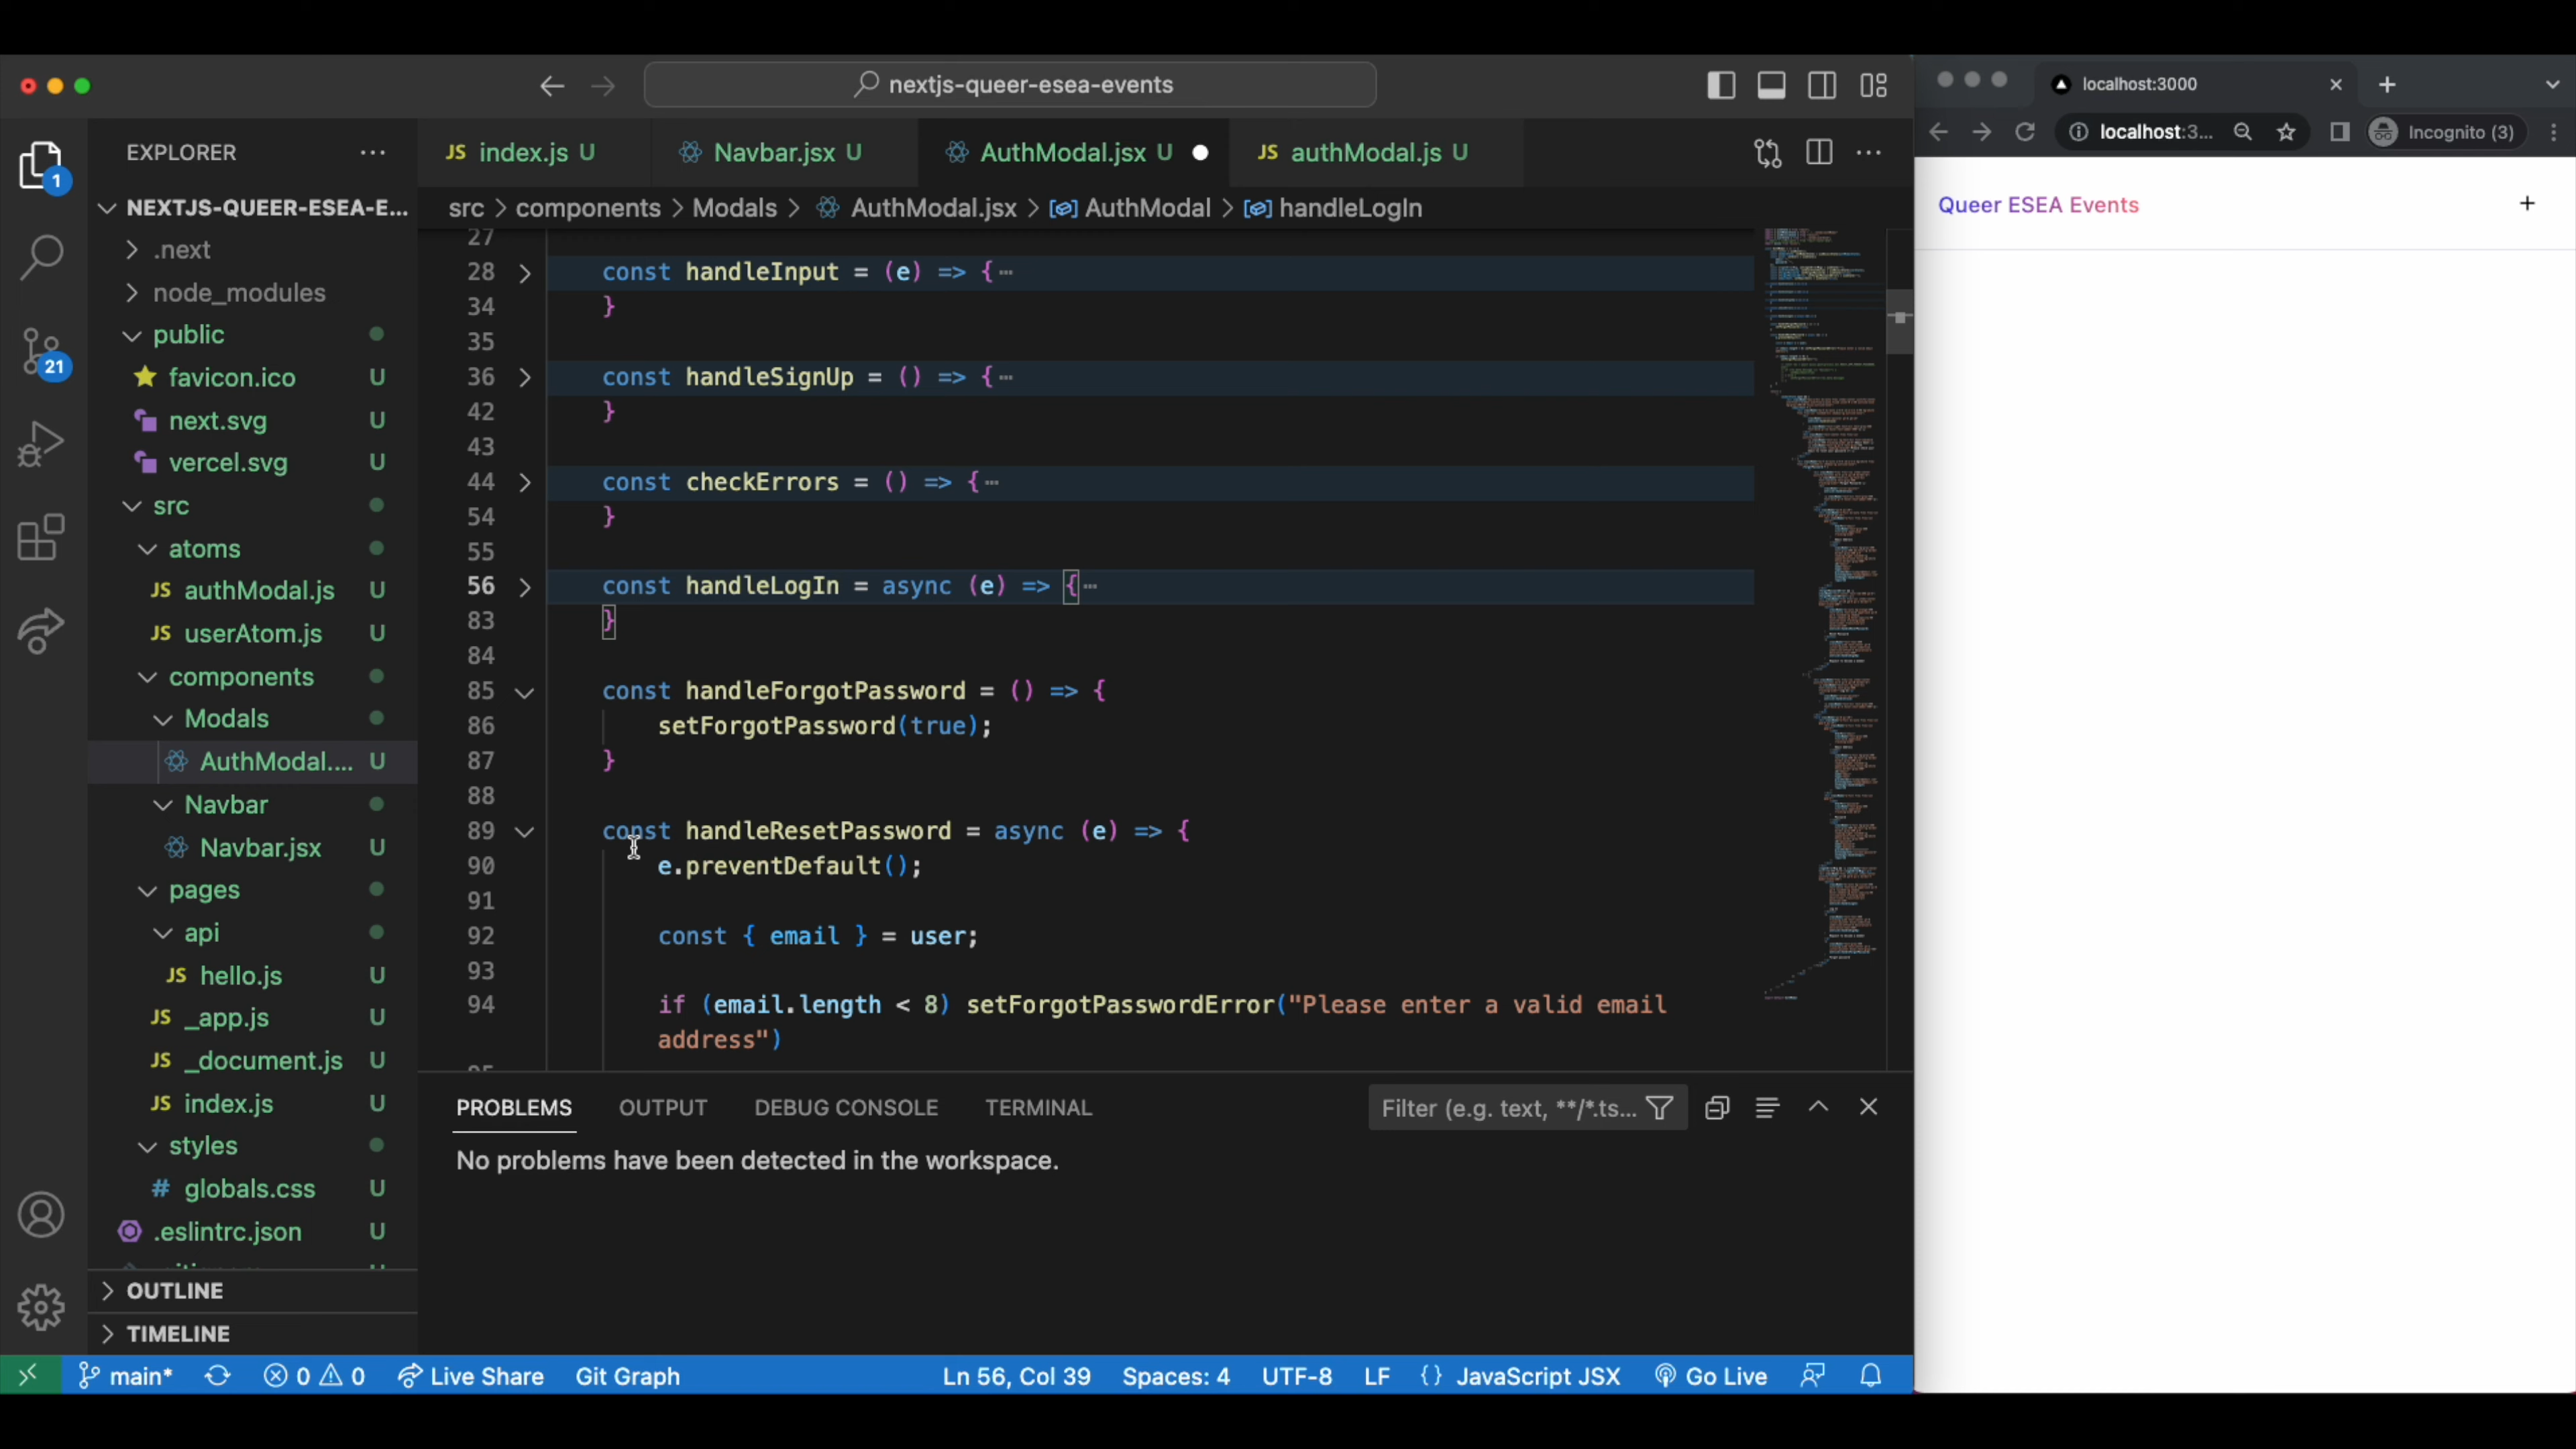 nextjs-queer-esea-events
EXPLORER
NEXTJS-QUEER-ESEA-E...
.next
node_modules
public
favicon.ico U
next.svg U
vercel.svg U
src
atoms
JS authModal.js U
JS userAtom.js U
components
Modals
AuthModal.... U
Navbar
Navbar.jsx U
pages
api
JS hello.js U
JS _app.js U
JS _document.js U
JS index.js U
styles
# globals.css U
.eslintrc.json U
OUTLINE
TIMELINE
1
21
JS index.js U
Navbar.jsx U
AuthModal.jsx U
JS authModal.js U
src > components > Modals > AuthModal.jsx > AuthModal > handleLogIn
27
28 const handleInput = (e) => {⋯
34 }
35
36 const handleSignUp = () => {⋯
42 }
43
44 const checkErrors = () => {⋯
54 }
55
56 const handleLogIn = async (e) => {⋯
83 }
84
85 const handleForgotPassword = () => {
86 setForgotPassword(true);
87 }
88
89 const handleResetPassword = async (e) => {
90 e.preventDefault();
91
92 const { email } = user;
93
94 if (email.length < 8) setForgotPasswordError("Please enter a valid email
address")
PROBLEMS OUTPUT DEBUG CONSOLE TERMINAL
Filter (e.g. text, **/*.ts...
No problems have been detected in the workspace.
main* 0 0 Live Share Git Graph
Ln 56, Col 39 Spaces: 4 UTF-8 LF {} JavaScript JSX Go Live
localhost:3000
localhost:3...
Incognito (3)
Queer ESEA Events +